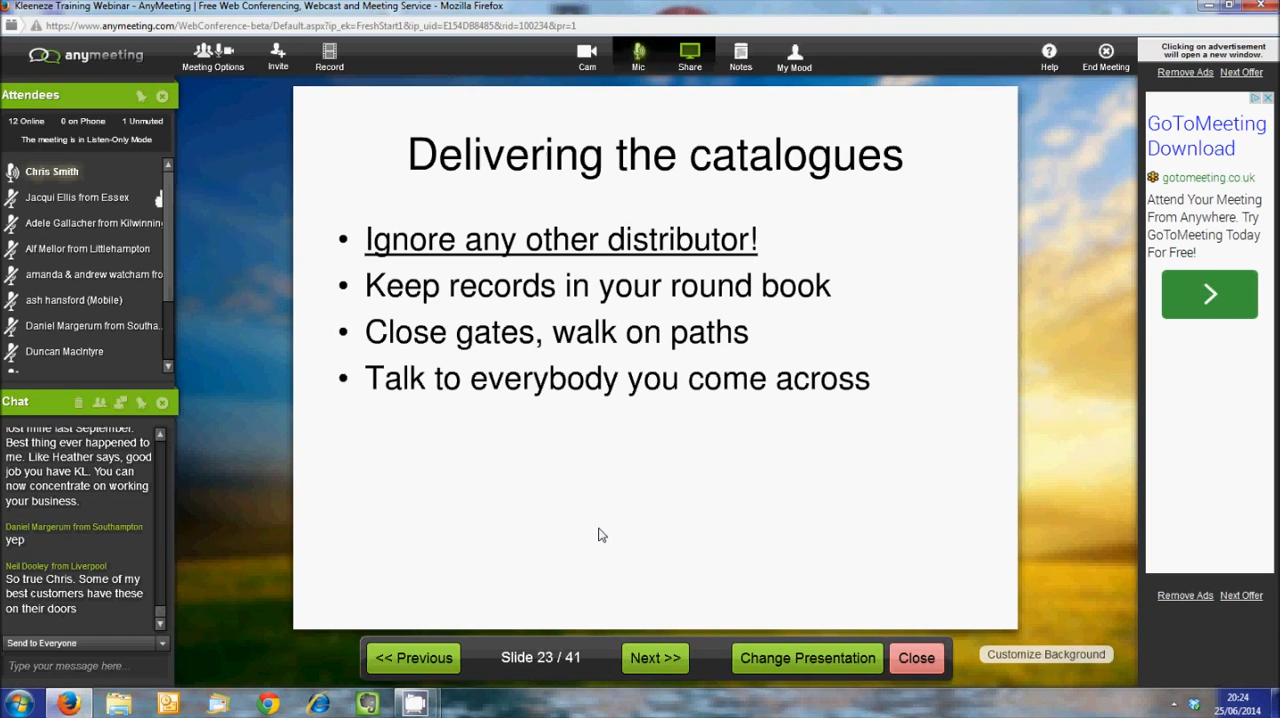 Kleeneze Training Webinar - AnyMeeting | Free Web Conferencing, Webcast and Meeting Service - Mozilla Firefox
https://www.anymeeting.com/WebConference-beta/Default.aspx?ip_ek=FreshStart1&ip_uid=E154DB8485&rid=100234&pr=1
anymeeting
Meeting Options
Invite
Record
Cam
Mic
Share
Notes
My Mood
Help
End Meeting
Clicking on advertisement
will open a new window.
Remove Ads Next Offer
Attendees
12 Online 0 on Phone 1 Unmuted
The meeting is in Listen-Only Mode
Chris Smith
Jacqui Ellis from Essex
Adele Gallacher from Kilwinnin
Alf Mellor from Littlehampton
amanda & andrew watcham fro
ash hansford (Mobile)
Daniel Margerum from Southa...
Duncan MacIntyre
Chat
lost mine last September.
Best thing ever happened to
me. Like Heather says, good
job you have KL. You can
now concentrate on working
your business.
Daniel Margerum from Southampton
yep
Neil Dooley from Liverpool
So true Chris. Some of my
best customers have these
on their doors
Send to Everyone
Type your message here...
Delivering the catalogues
• Ignore any other distributor!
• Keep records in your round book
• Close gates, walk on paths
• Talk to everybody you come across
<< Previous
Slide 23 / 41
Next >>
Change Presentation
Close
Customize Background
GoToMeeting
Download
gotomeeting.co.uk
Attend Your Meeting
From Anywhere. Try
GoToMeeting Today
For Free!
Remove Ads Next Offer
20:24
25/06/2014